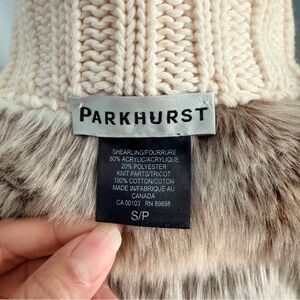 PARKHURST
SHEARLING/FOURRURE
80% ACRYLIC/ACRYLIC
20% POLYESTER
KNIT PARTS/TRICOT
100% COTTON/COTON
MADE IN/FABRIQUE AU
CANADA
CA 00103 RN 89898
S/P